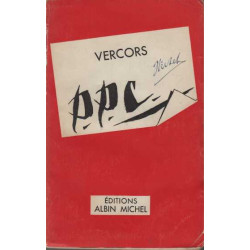 VERCORS
p.p.c.
ÉDITIONS
ALBIN MICHEL